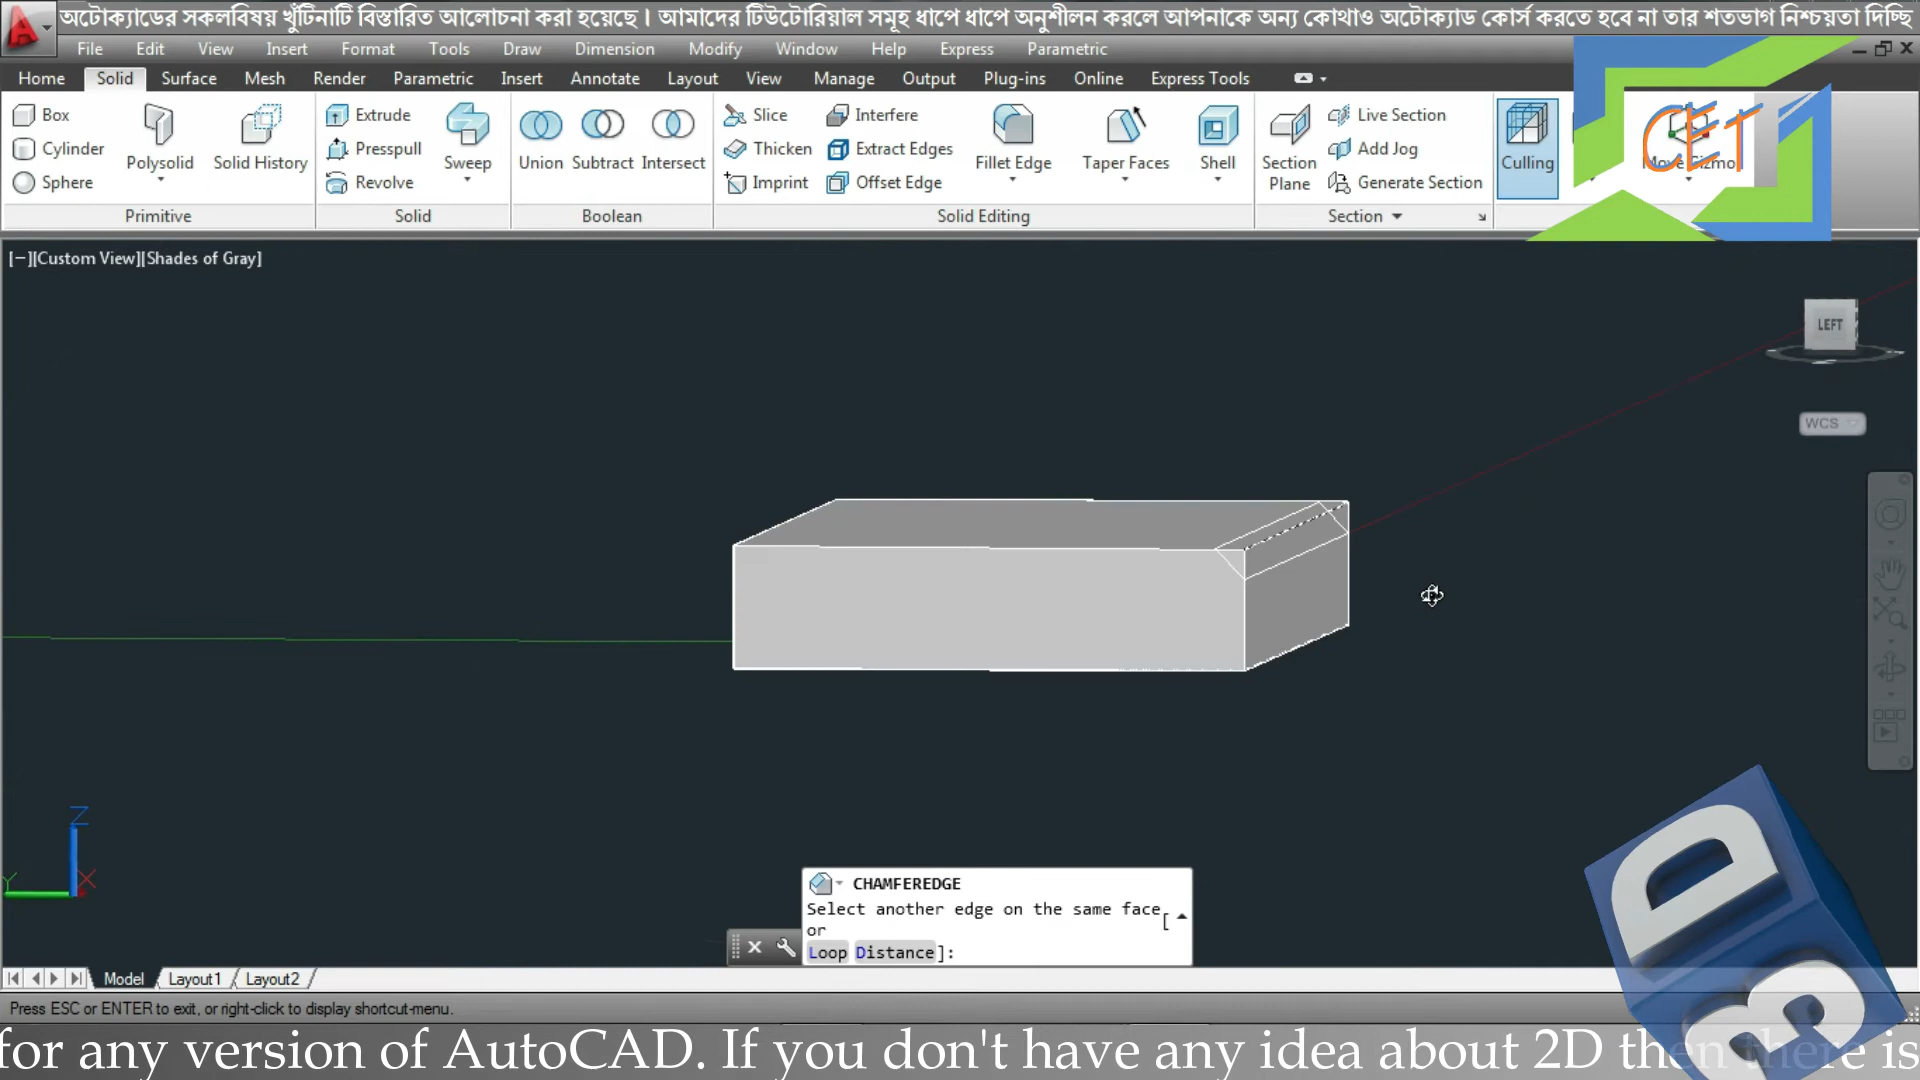 অটোক্যাডের সকলবিষয় খুঁটিনাটি বিস্তারিত আলোচনা করা হয়েছে। আমাদের টিউটোরিয়াল সমূহ ধাপে ধাপে অনুশীলন করলে আপনাকে অন্য কোথাও অটোক্যাড কোর্স করতে হবে না তার শতভাগ নিশ্চয়তা দিচ্ছি
File Edit View Insert Format Tools Draw Dimension Modify Window Help Express Parametric
Home Solid Surface Mesh Render Parametric Insert Annotate Layout View Manage Output Plug-ins Online Express Tools
Box Extrude Slice Interfere Live Section
Cylinder Presspull Thicken Extract Edges Add Jog
Sphere Revolve Imprint Offset Edge Generate Section
Polysolid Solid History Sweep Union Subtract Intersect Fillet Edge Taper Faces Shell Section Plane Culling Move Gizmo
CET
Primitive Solid Boolean Solid Editing Section
[−][Custom View][Shades of Gray]
LEFT
WCS
Z
Y X
CHAMFEREDGE
Select another edge on the same face [
or
Loop Distance]:
Model Layout1 Layout2
Press ESC or ENTER to exit, or right-click to display shortcut-menu.
3D
for any version of AutoCAD. If you don't have any idea about 2D then there is